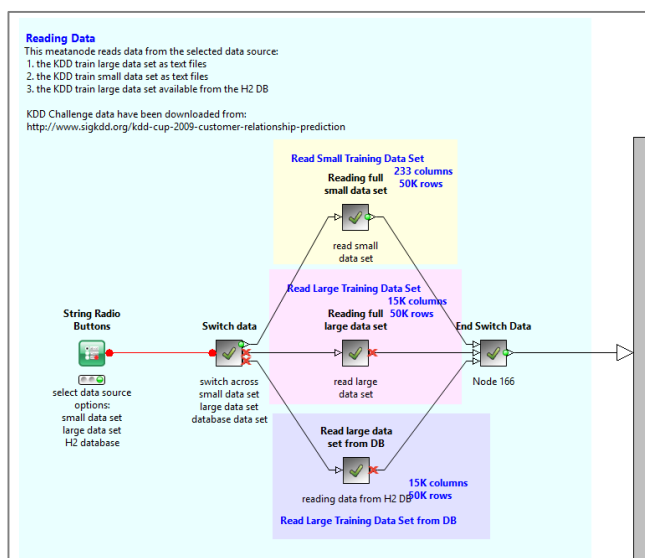 Reading Data
This meatanode reads data from the selected data source:
1. the KDD train large data set as text files
2. the KDD train small data set as text files
3. the KDD train large data set available from the H2 DB
KDD Challenge data have been downloaded from:
http://www.sigkdd.org/kdd-cup-2009-customer-relationship-prediction
Read Small Training Data Set
233 columns
50K rows
Reading full
small data set
read small
data set
Read Large Training Data Set
15K columns
50K rows
Reading full
large data set
read large
data set
String Radio
Buttons
select data source
options:
small data set
large data set
H2 database
Switch data
switch across
small data set
large data set
database data set
End Switch Data
Node 166
Read large data
set from DB
reading data from H2 DB
15K columns
50K rows
Read Large Training Data Set from DB